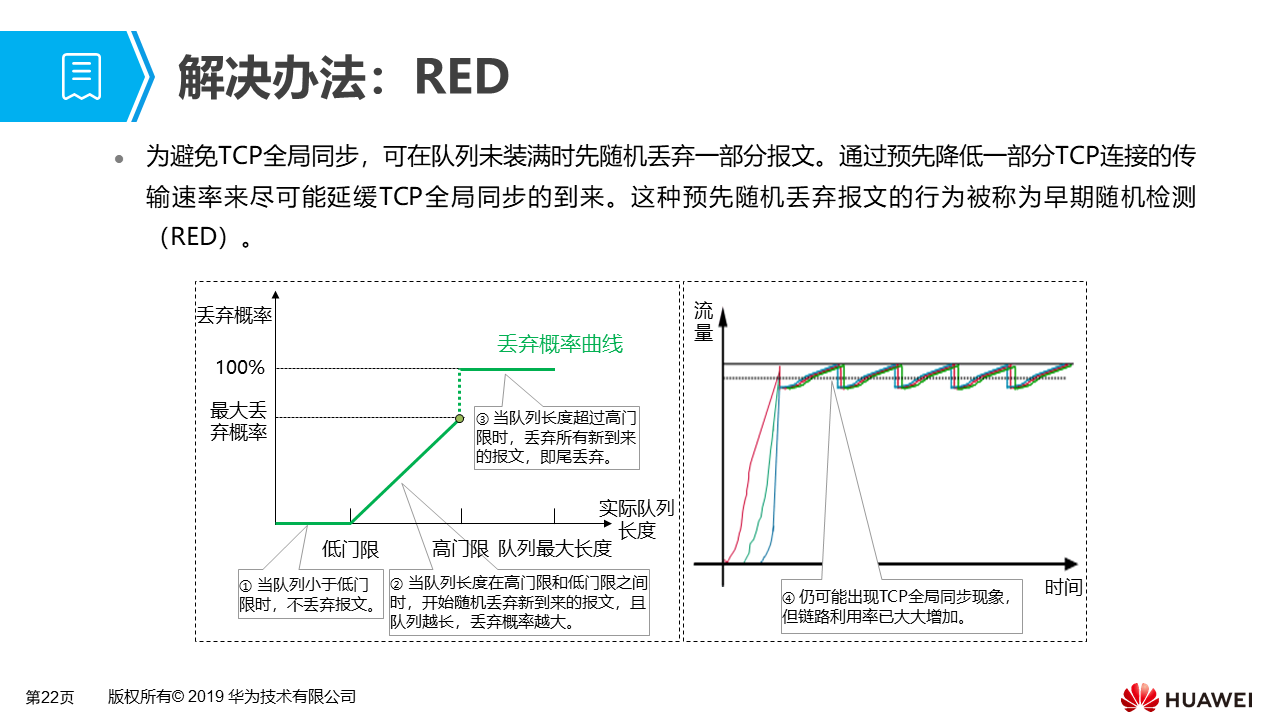 解决办法：RED
为避免TCP全局同步，可在队列未装满时先随机丢弃一部分报文。通过预先降低一部分TCP连接的传
输速率来尽可能延缓TCP全局同步的到来。这种预先随机丢弃报文的行为被称为早期随机检测
（RED）。
丢弃概率
丢弃概率曲线
100%
最大丢
弃概率
③ 当队列长度超过高门
限时，丢弃所有新到来
的报文，即尾丢弃。
实际队列
长度
低门限
高门限
队列最大长度
① 当队列小于低门
限时，不丢弃报文。
② 当队列长度在高门限和低门限之间
时，开始随机丢弃新到来的报文，且
队列越长，丢弃概率越大。
流
量
时间
④ 仍可能出现TCP全局同步现象，
但链路利用率已大大增加。
第22页
版权所有© 2019 华为技术有限公司
HUAWEI